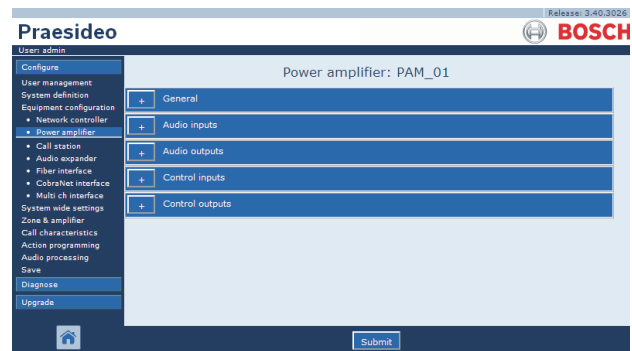 Release: 3.40.3026
Praesideo
BOSCH
User: admin
Configure
User management
System definition
Equipment configuration
• Network controller
• Power amplifier
• Call station
• Audio expander
• Fiber interface
• CobraNet interface
• Multi ch interface
System wide settings
Zone & amplifier
Call characteristics
Action programming
Audio processing
Save
Diagnose
Upgrade
Power amplifier: PAM_01
+ General
+ Audio inputs
+ Audio outputs
+ Control inputs
+ Control outputs
Submit